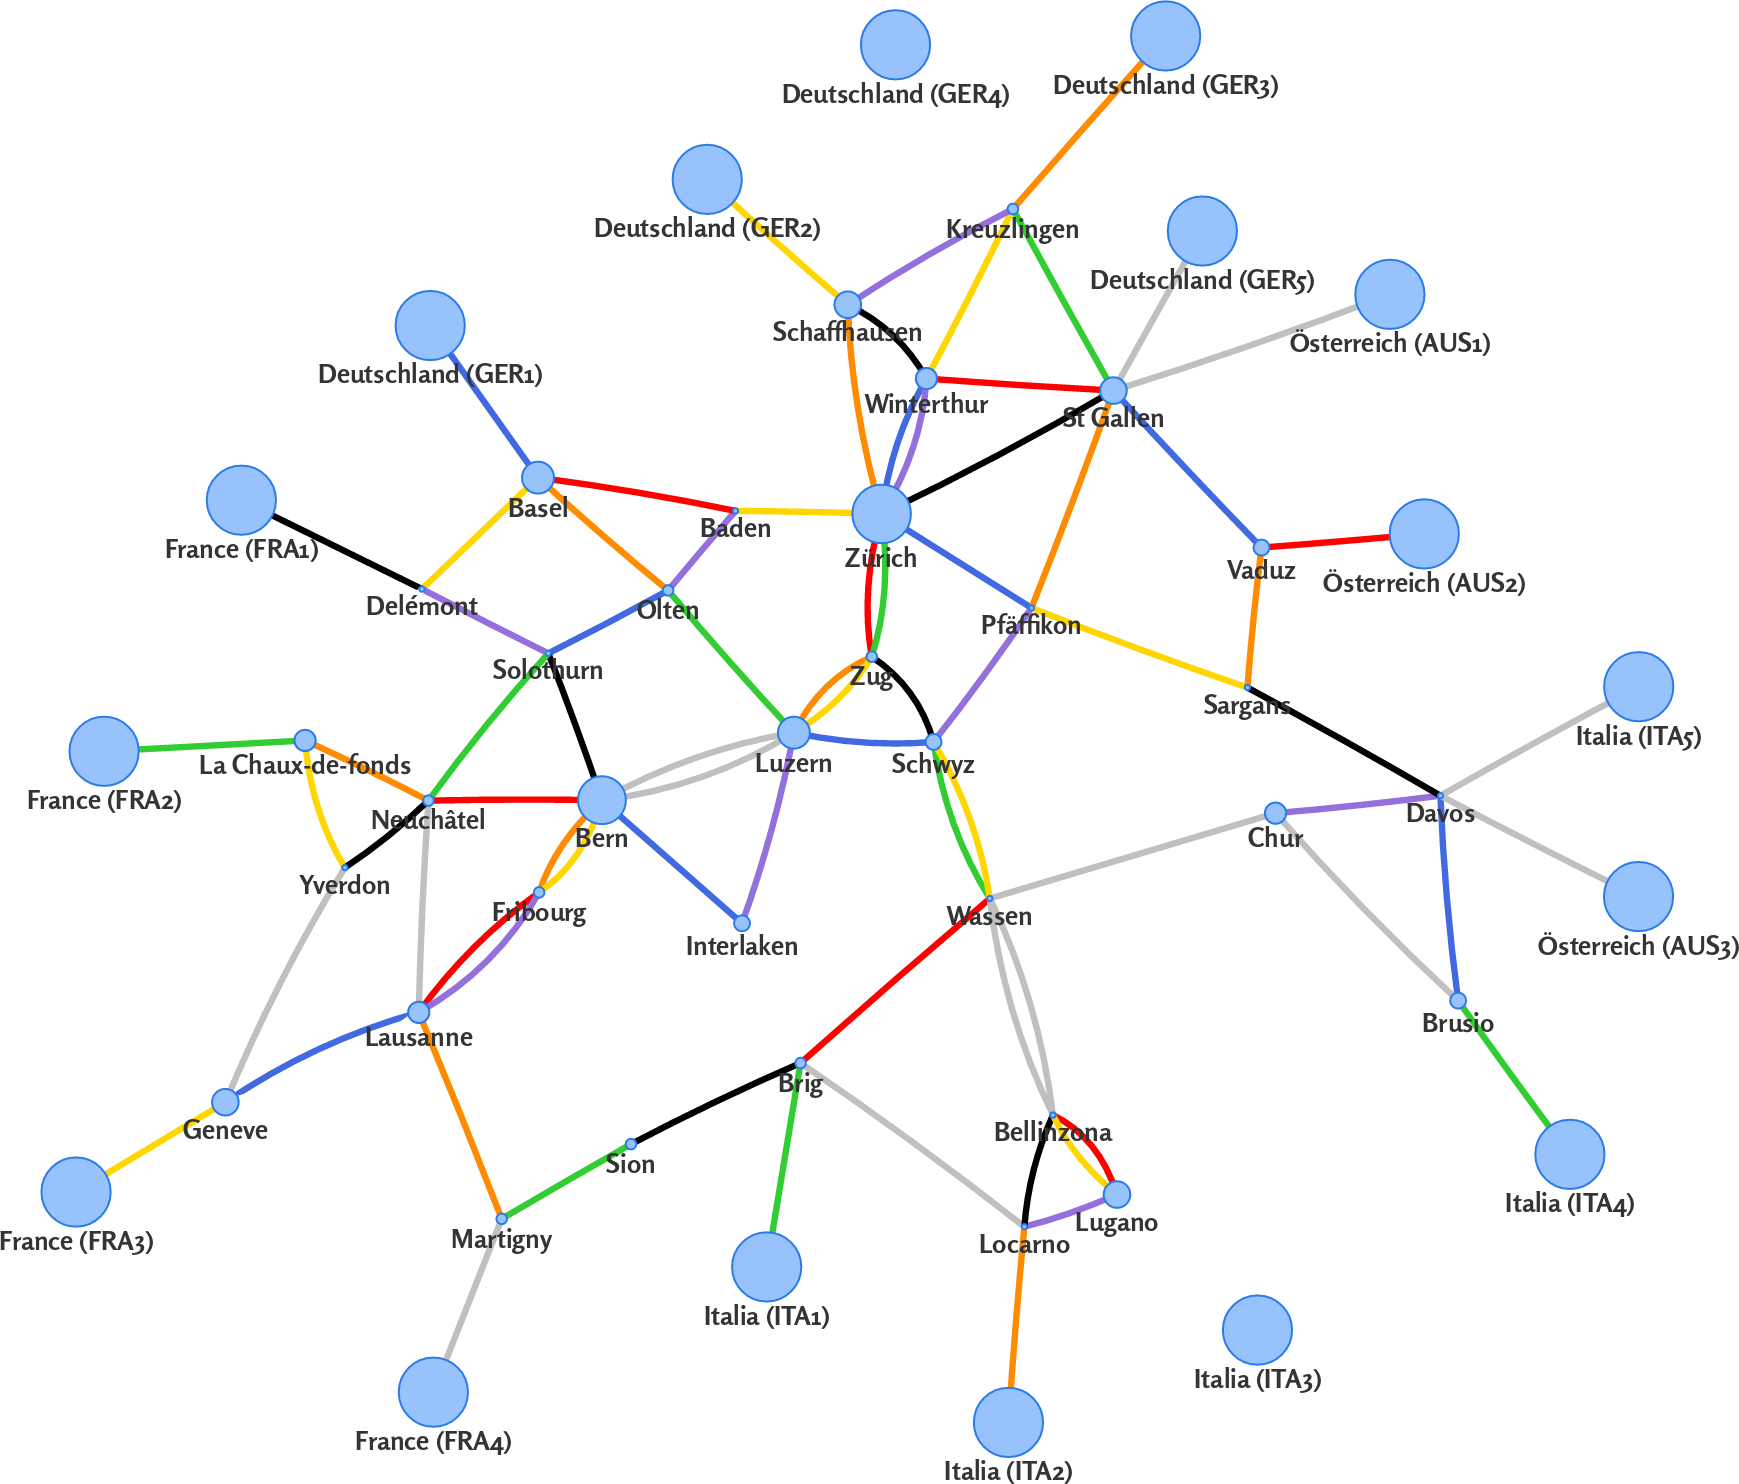 Deutschland (GER4)
Deutschland (GER3)
Deutschland (GER2)
Kreuzlingen
Deutschland (GER5)
Schaffhausen
Österreich (AUS1)
Deutschland (GER1)
Winterthur
St Gallen
Basel
Baden
France (FRA1)
Zürich
Vaduz
Österreich (AUS2)
Delémont
Olten
Pfäffikon
Solothurn
Zug
Sargans
Italia (ITA5)
La Chaux-de-fonds
Luzern
Schwyz
France (FRA2)
Neuchâtel
Bern
Chur
Davos
Yverdon
Fribourg
Wassen
Interlaken
Österreich (AUS3)
Lausanne
Brusio
Brig
Geneve
Bellinzona
Sion
Italia (ITA4)
Lugano
France (FRA3)
Martigny
Locarno
Italia (ITA1)
Italia (ITA3)
France (FRA4)
Italia (ITA2)